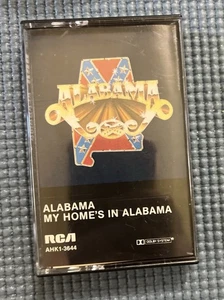 ALABAMA
ALABAMA
MY HOME'S IN ALABAMA
RCA
AHK1-3644
DOLBY SYSTEM